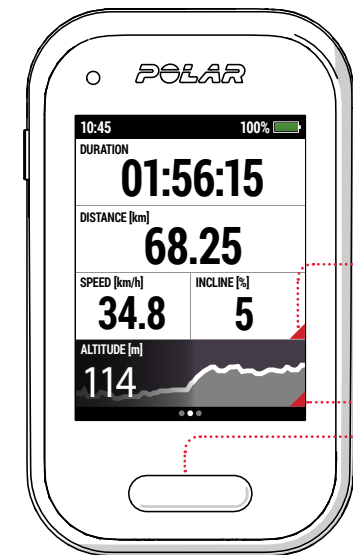 POLAR
10:45 100%
DURATION
01:56:15
DISTANCE [km]
68.25
SPEED [km/h] INCLINE [%]
34.8 5
ALTITUDE [m]
114